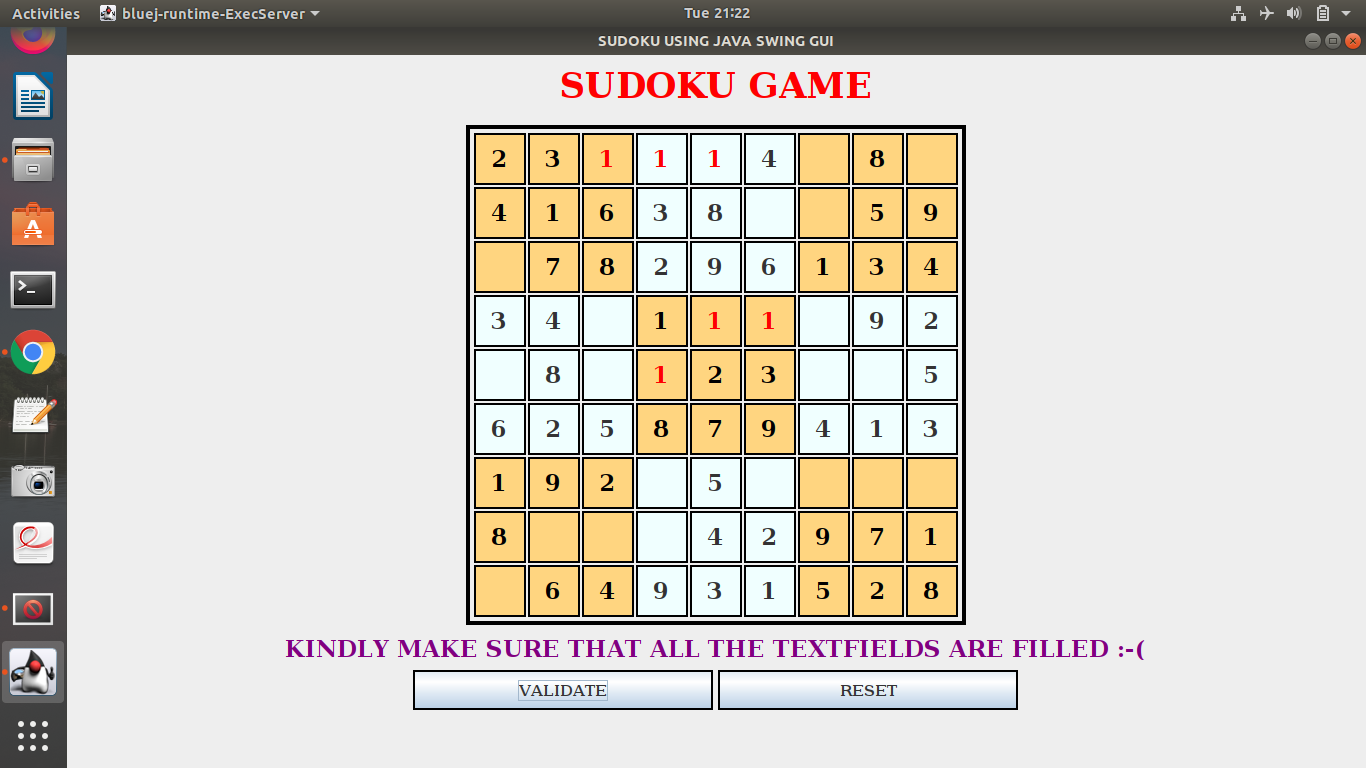 Activities bluej-runtime-ExecServer Tue 21:22
SUDOKU USING JAVA SWING GUI
SUDOKU GAME
2 3 1 1 1 4 8
4 1 6 3 8 5 9
7 8 2 9 6 1 3 4
3 4 1 1 1 9 2
8 1 2 3 5
6 2 5 8 7 9 4 1 3
1 9 2 5
8 4 2 9 7 1
6 4 9 3 1 5 2 8
KINDLY MAKE SURE THAT ALL THE TEXTFIELDS ARE FILLED :-(
VALIDATE RESET